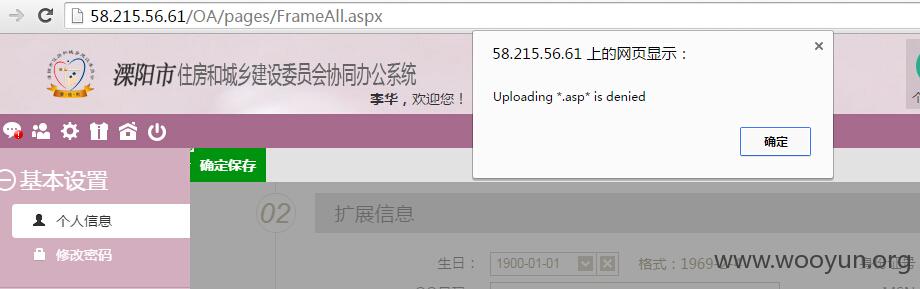 58.215.56.61/OA/pages/FrameAll.aspx
58.215.56.61 上的网页显示：
Uploading *.asp* is denied
确定
溧阳市住房和城乡建设委员会协同办公系统
李华，欢迎您！
个
基本设置
确定保存
个人信息
修改密码
02
扩展信息
生日：
1900-01-01
格式：1969-2-4
www.wooyun.org